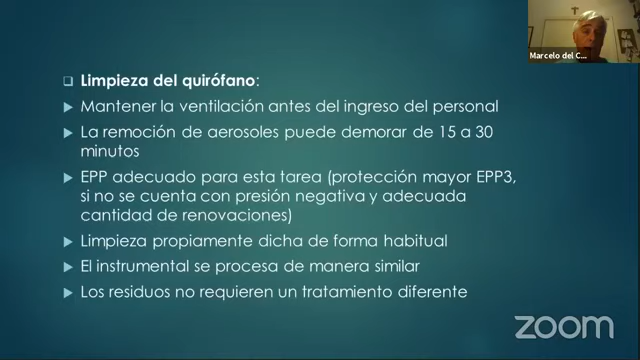 Marcelo del C...
Limpieza del quirófano:
Mantener la ventilación antes del ingreso del personal
La remoción de aerosoles puede demorar de 15 a 30
minutos
EPP adecuado para esta tarea (protección mayor EPP3,
si no se cuenta con presión negativa y adecuada
cantidad de renovaciones)
Limpieza propiamente dicha de forma habitual
El instrumental se procesa de manera similar
Los residuos no requieren un tratamiento diferente
zoom